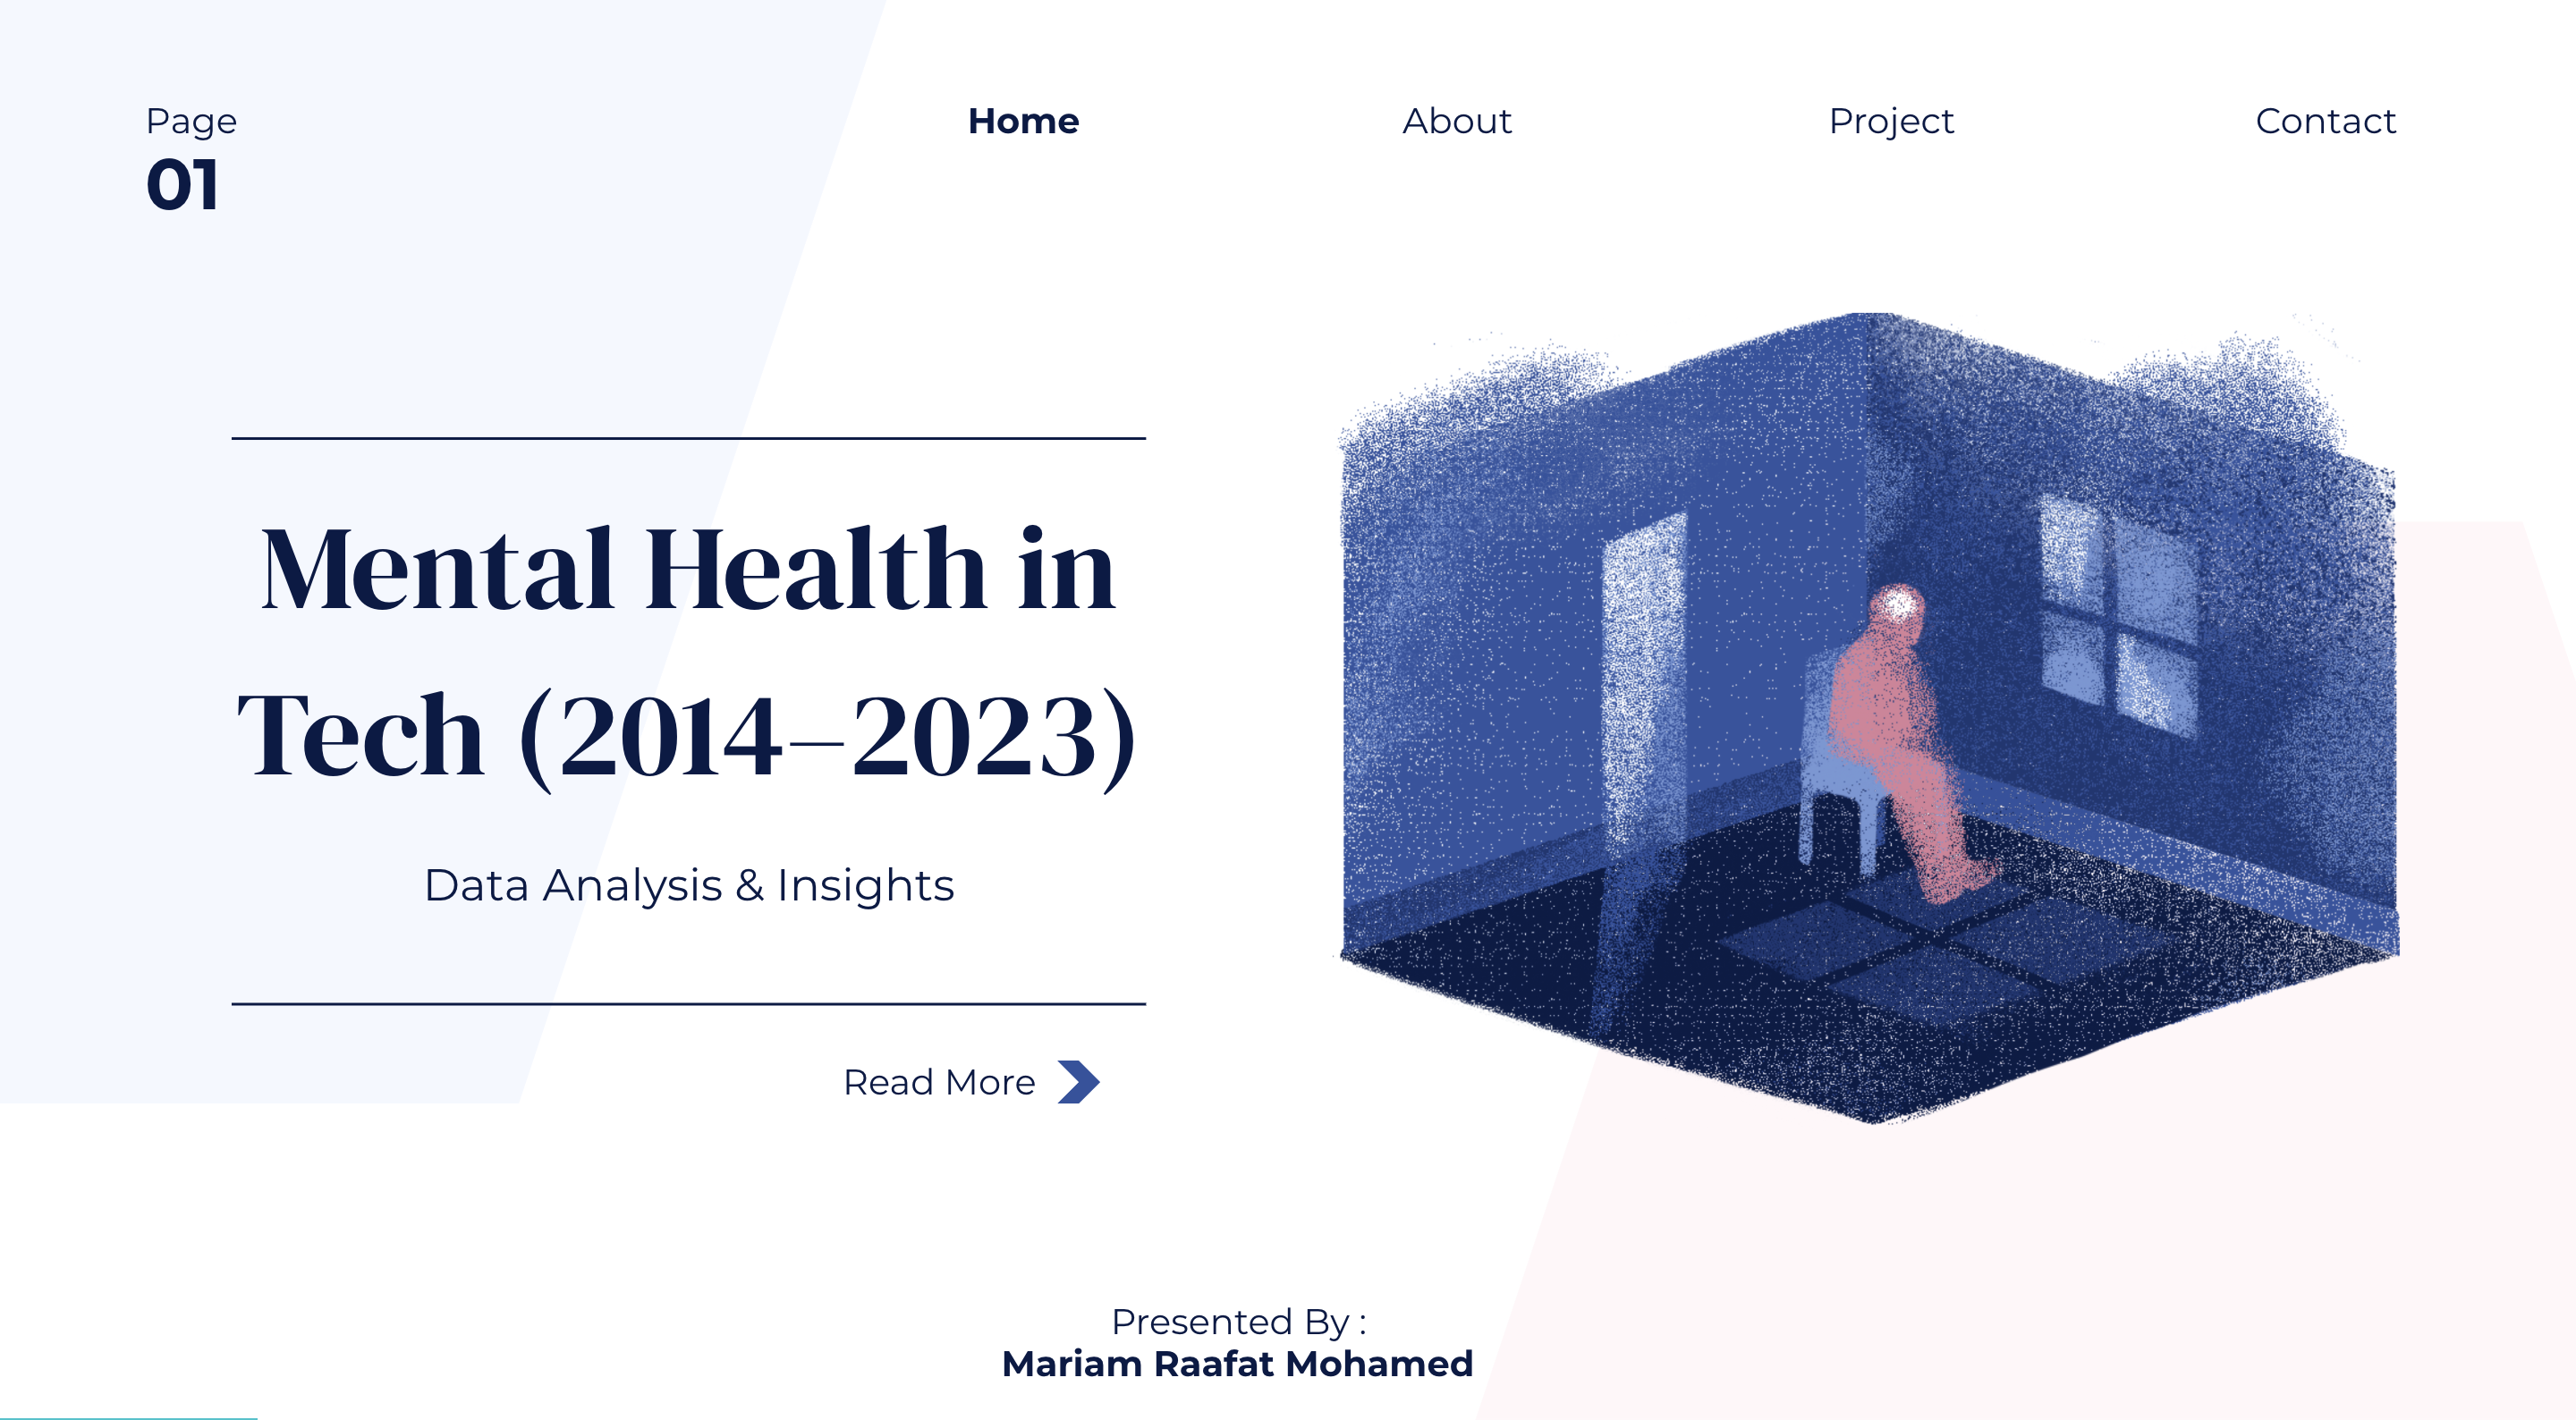 Page
01
Home
About
Project
Contact
Mental Health in
Tech (2014–2023)
Data Analysis & Insights
Read More
Presented By :
Mariam Raafat Mohamed